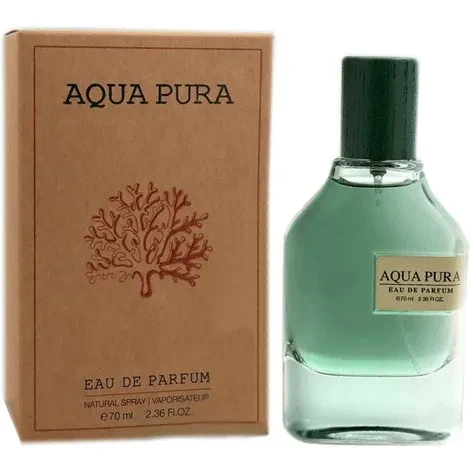 AQUA PURA
EAU DE PARFUM
NATURAL SPRAY | VAPORISATEUR
℮70 ml 2.36 Fl.OZ.
AQUA PURA
EAU DE PARFUM
℮70 ml 2.36 Fl.OZ.